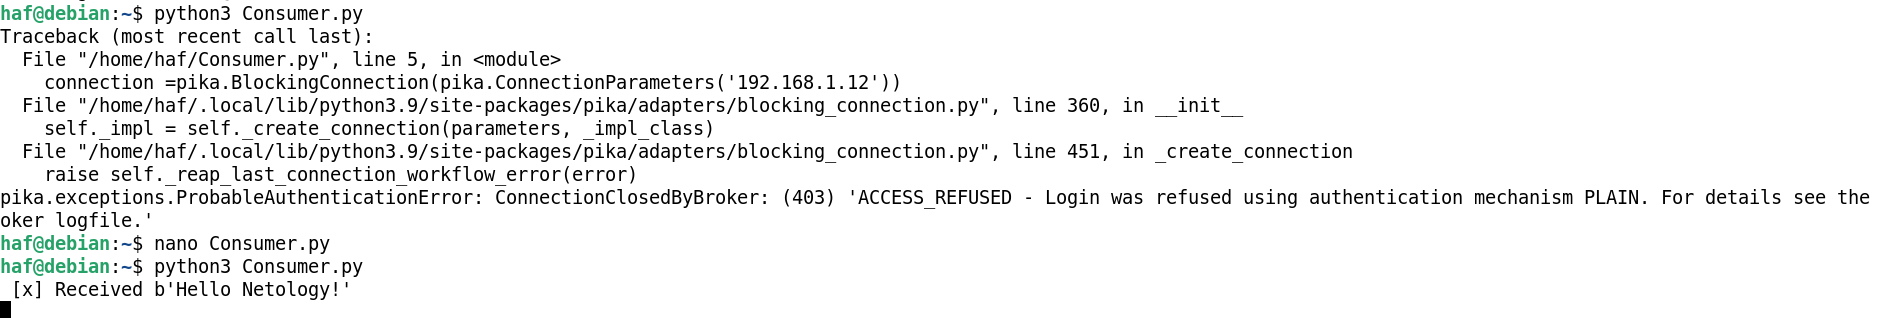 haf@debian:~$ python3 Consumer.py
Traceback (most recent call last):
  File "/home/haf/Consumer.py", line 5, in <module>
    connection =pika.BlockingConnection(pika.ConnectionParameters('192.168.1.12'))
  File "/home/haf/.local/lib/python3.9/site-packages/pika/adapters/blocking_connection.py", line 360, in __init__
    self._impl = self._create_connection(parameters, _impl_class)
  File "/home/haf/.local/lib/python3.9/site-packages/pika/adapters/blocking_connection.py", line 451, in _create_connection
    raise self._reap_last_connection_workflow_error(error)
pika.exceptions.ProbableAuthenticationError: ConnectionClosedByBroker: (403) 'ACCESS_REFUSED - Login was refused using authentication mechanism PLAIN. For details see the
oker logfile.'
haf@debian:~$ nano Consumer.py
haf@debian:~$ python3 Consumer.py
 [x] Received b'Hello Netology!'